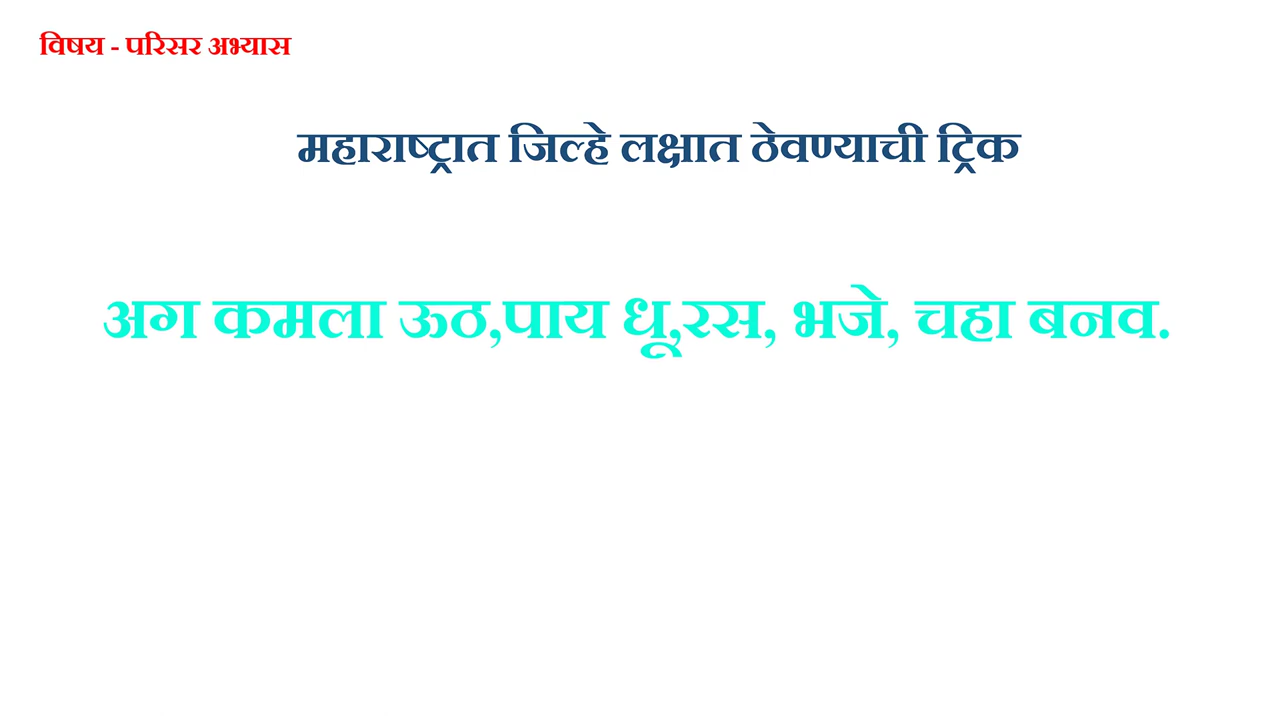 विषय - परिसर अभ्यास
महाराष्ट्रात जिल्हे लक्षात ठेवण्याची ट्रिक
अग कमला ऊठ,पाय धू,रस, भजे, चहा बनव.